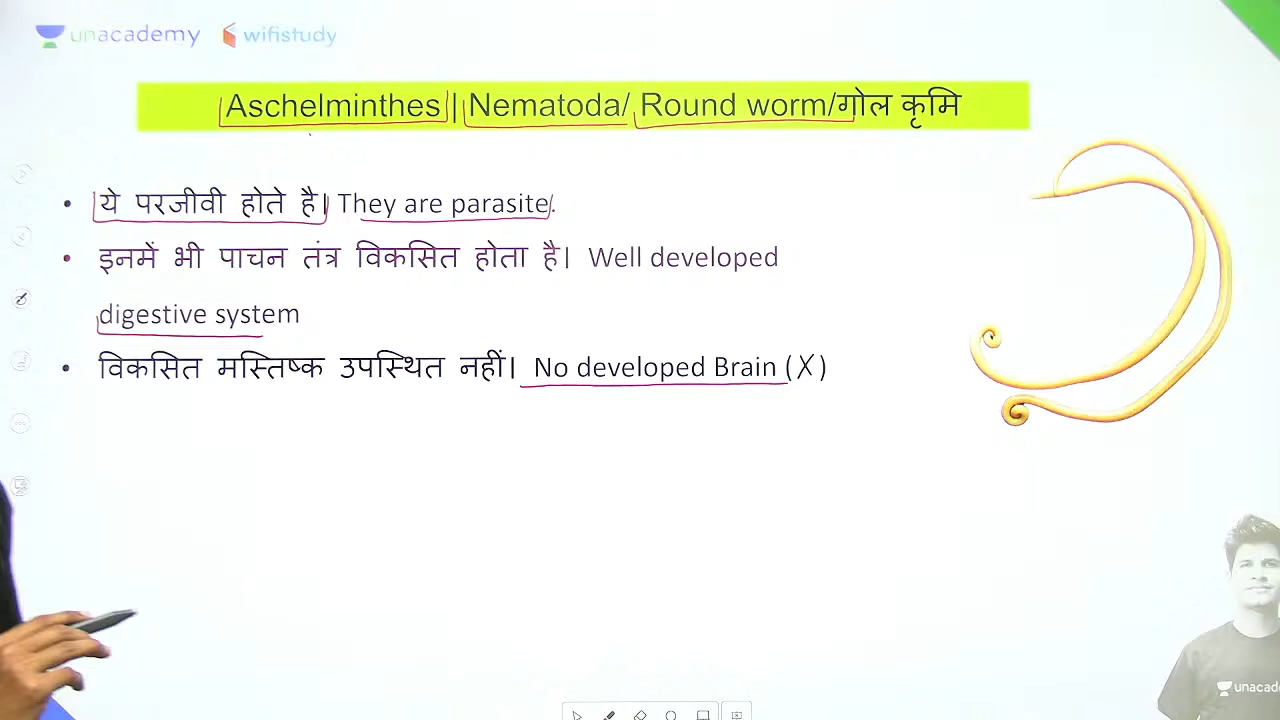 unacademy wifistudy
Aschelminthes| Nematoda/ Round worm/गोल कृमि
• ये परजीवी होते है। They are parasite.
• इनमें भी पाचन तंत्र विकसित होता है। Well developed
digestive system
• विकसित मस्तिष्क उपस्थित नहीं। No developed Brain (X)
unacade